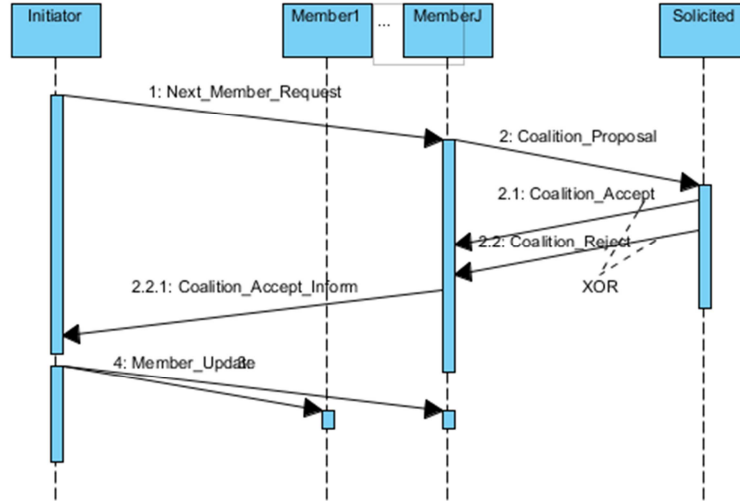 Initiator
Member1
...
MemberJ
Solicited
1: Next_Member_Request
2: Coalition_Proposal
2.1: Coalition_Accept
2.2: Coalition_Reject
2.2.1: Coalition_Accept_Inform
XOR
4: Member_Update
3: